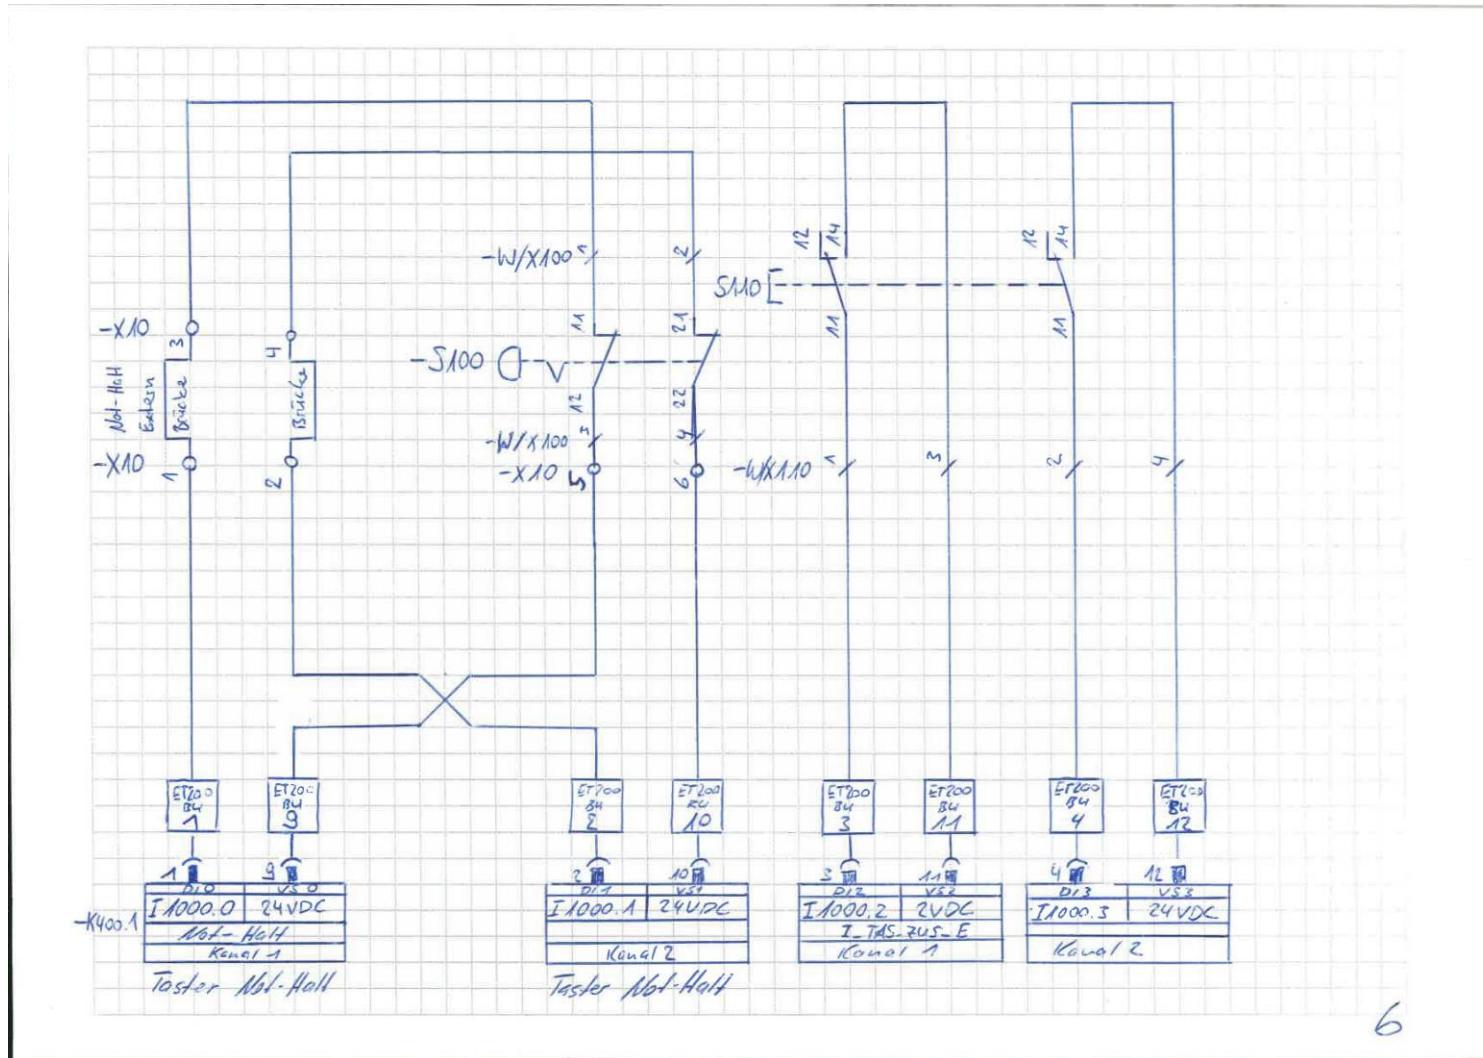 12
14
12
14
-W/X100 1
2
S110
11
11
-X10
3
4
11
21
-S100
Not-Halt
Extern
Brücke
Brücke
12
22
-W/X100 3
4
-X10
1
2
-X10
5
6
-W/X110 1
3
2
4
ET200 BU 1
ET200 BU 9
ET200 BU 2
ET200 BU 10
ET200 BU 3
ET200 BU 11
ET200 BU 4
ET200 BU 12
1 9 2 10 3 11 4 12
DI0 VS0 DI1 VS1 DI2 VS2 DI3 VS3
-K400.1 I1000.0 24VDC I1000.1 24VDC I1000.2 2VDC I1000.3 24VDC
Not-Halt I_TAS_ZUS_E
Kanal 1 Kanal 2 Kanal 1 Kanal 2
Taster Not-Halt Taster Not-Halt
6